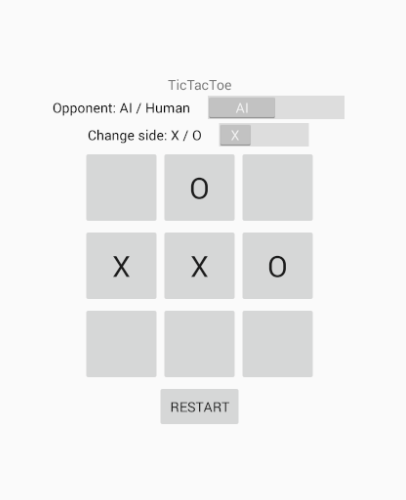 TicTacToe
Opponent: AI / Human AI
Change side: X / O X
O
X X O
RESTART